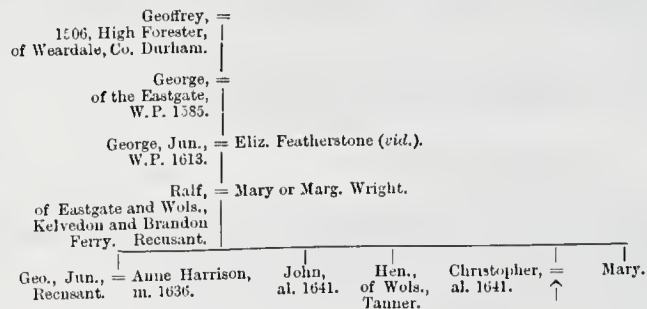 Geoffrey, =
1506, High Forester,
of Weardale, Co. Durham.
George, =
of the Eastgate,
W.P. 1585.
George, Jun., = Eliz. Featherstone (vid.).
W.P. 1613.
Ralf, = Mary or Marg. Wright.
of Eastgate and Wols.,
Kelvedon and Brandon
Ferry. Recusant.
Geo., Jun., = Anne Harrison,
Recusant. m. 1636.
John,
al. 1641.
Hen.,
of Wols.,
Tanner.
Christopher, =
al. 1641.
Mary.